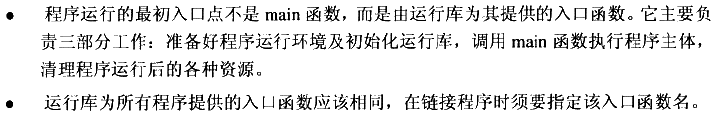 ● 程序运行的最初入口点不是 main 函数，而是由运行库为其提供的入口函数。它主要负
责三部分工作：准备好程序运行环境及初始化运行库，调用 main 函数执行程序主体，
清理程序运行后的各种资源。
● 运行库为所有程序提供的入口函数应该相同，在链接程序时须要指定该入口函数名。